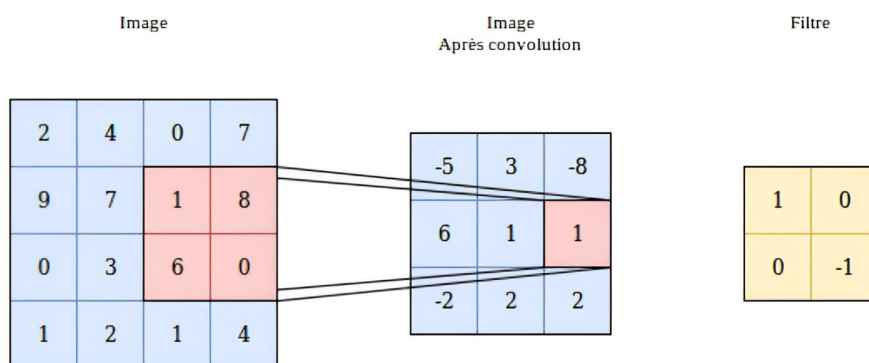 Image
Image
Après convolution
Filtre
2 4 0 7
9 7 1 8
0 3 6 0
1 2 1 4
-5 3 -8
6 1 1
-2 2 2
1 0
0 -1